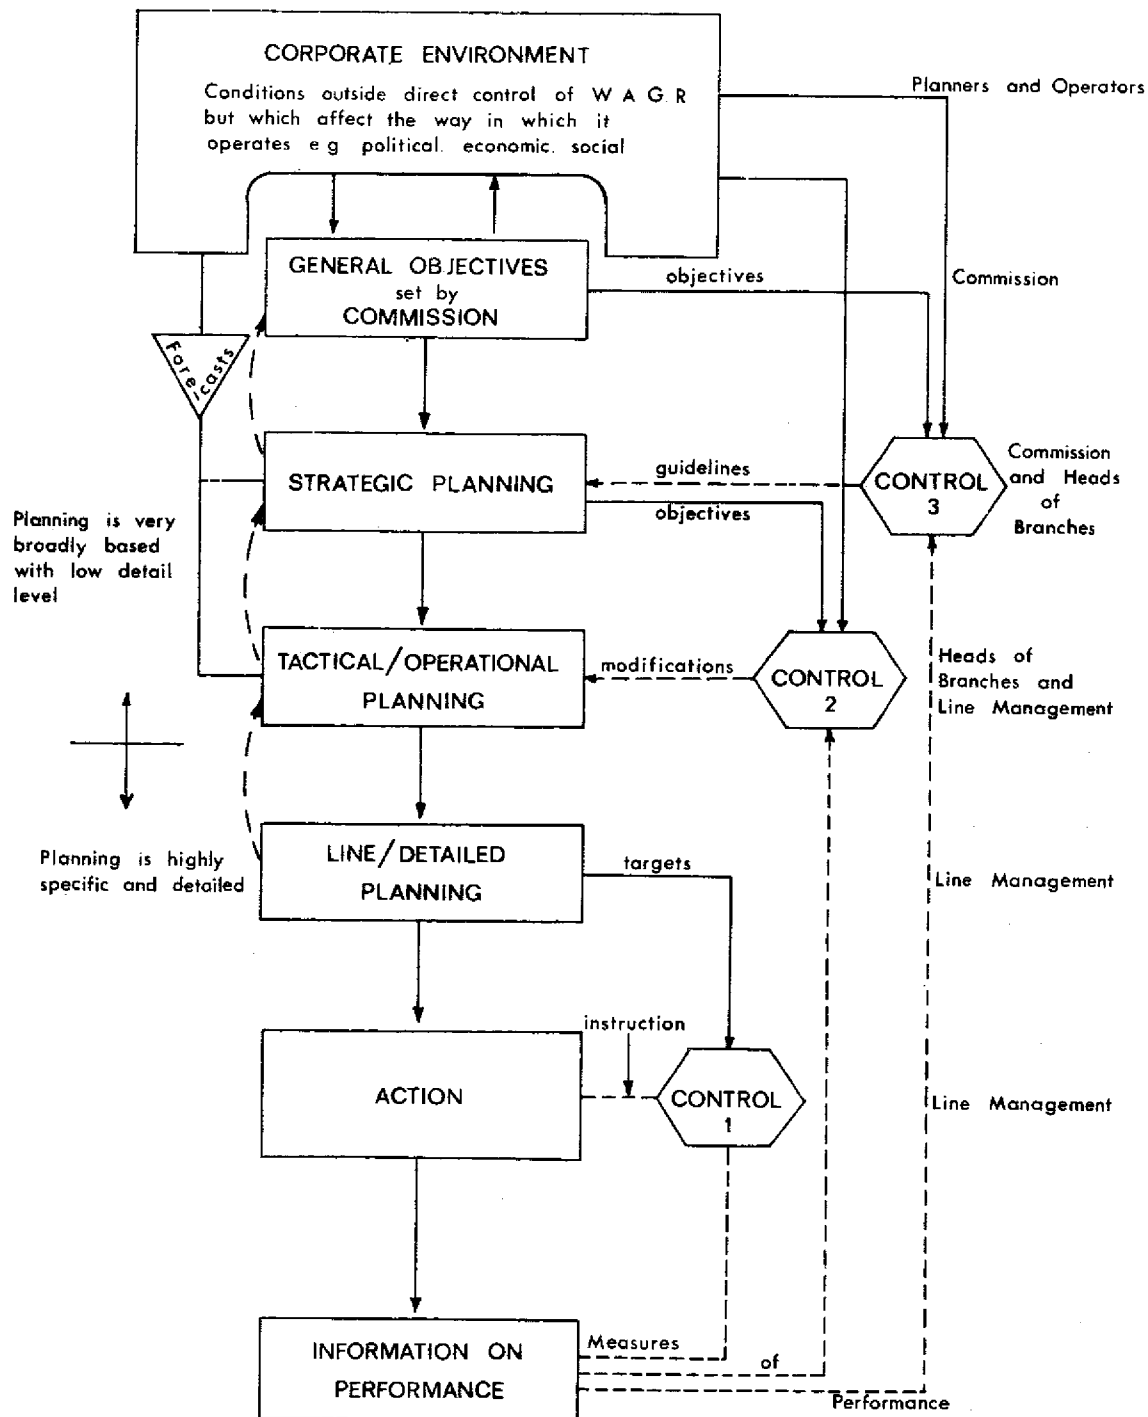 CORPORATE ENVIRONMENT
Conditions outside direct control of W A G R
but which affect the way in which it
operates e g political. economic. social
Planners and Operators
GENERAL OBJECTIVES
set by
COMMISSION
objectives
Commission
Fore-casts
STRATEGIC PLANNING
guidelines
objectives
CONTROL
3
Commission
and Heads
of
Branches
Planning is very
broadly based
with low detail
level
TACTICAL/OPERATIONAL
PLANNING
modifications
CONTROL
2
Heads of
Branches and
Line Management
Planning is highly
specific and detailed
LINE/DETAILED
PLANNING
targets
Line Management
ACTION
instruction
CONTROL
1
Line Management
INFORMATION ON
PERFORMANCE
Measures
of
Performance